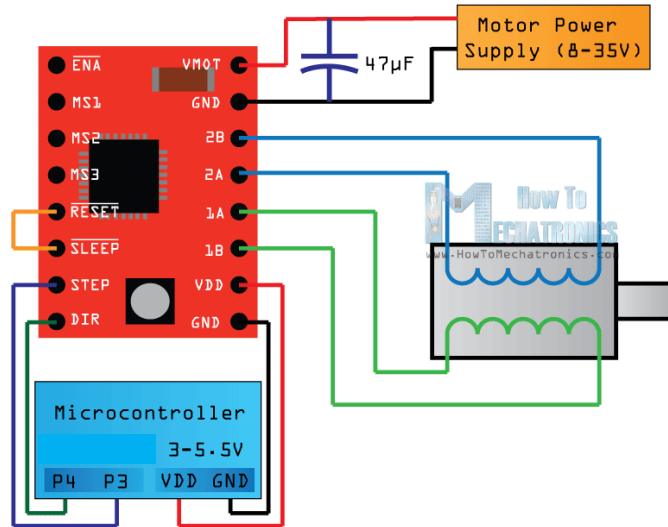 Motor Power
Supply (8-35V)
47µF
ENA
MS1
MS2
MS3
RESET
SLEEP
STEP
DIR
VMOT
GND
2B
2A
1A
1B
VDD
GND
How To
MECHATRONICS
www.HowToMechatronics.com
Microcontroller
3-5.5V
P4 P3 VDD GND